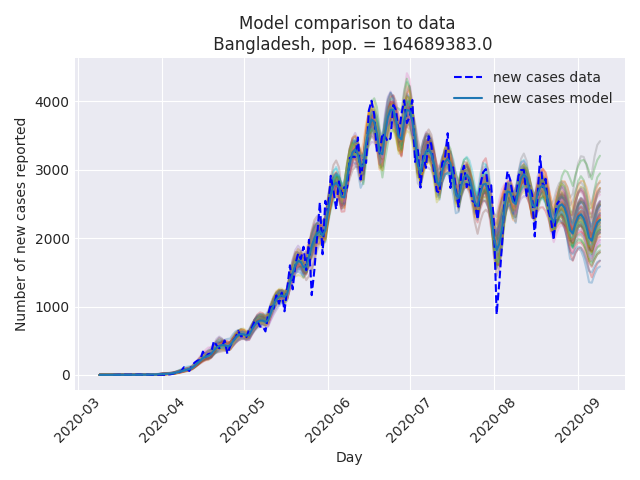 Model comparison to data
Bangladesh, pop. = 164689383.0
new cases data
new cases model
Number of new cases reported
4000
3000
2000
1000
0
2020-03
2020-04
2020-05
2020-06
2020-07
2020-08
2020-09
Day